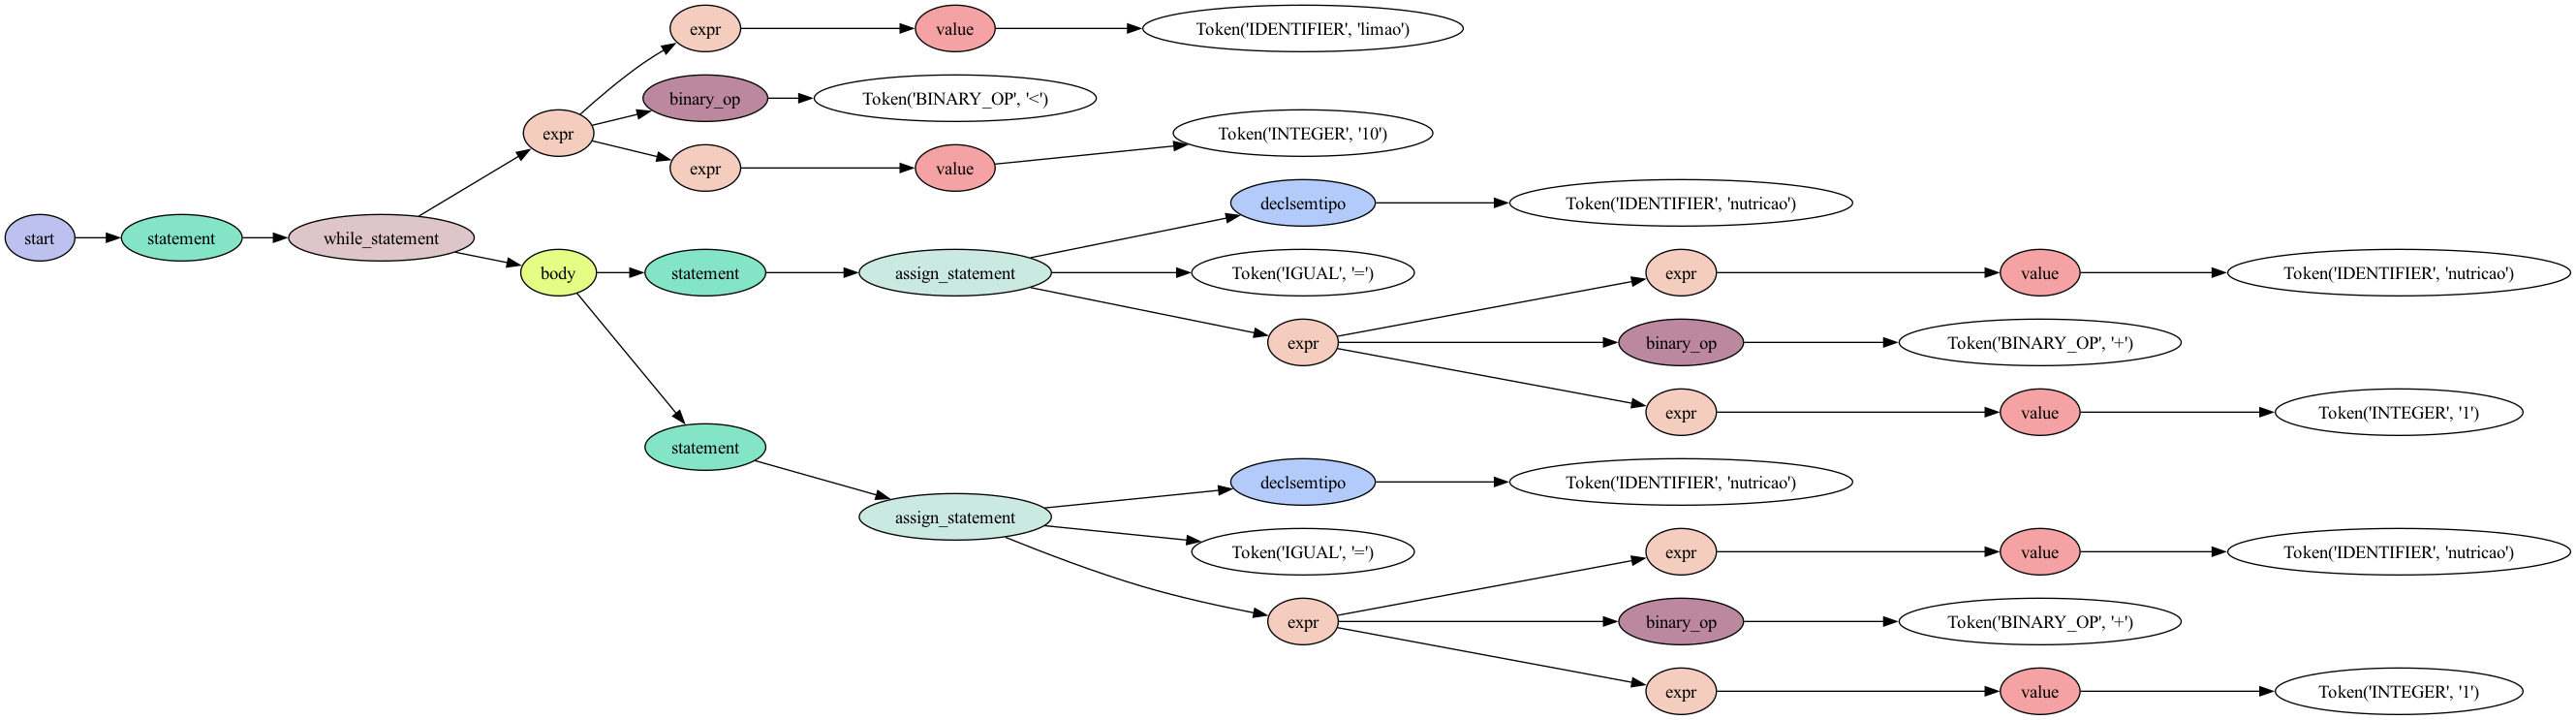 expr value Token('IDENTIFIER', 'limao')
binary_op Token('BINARY_OP', '<')
Token('INTEGER', '10')
expr
expr value
declsemtipo Token('IDENTIFIER', 'nutricao')
start statement while_statement
body statement assign_statement Token('IGUAL', '=') expr value Token('IDENTIFIER', 'nutricao')
expr binary_op Token('BINARY_OP', '+')
expr value Token('INTEGER', '1')
statement
declsemtipo Token('IDENTIFIER', 'nutricao')
assign_statement
Token('IGUAL', '=') expr value Token('IDENTIFIER', 'nutricao')
expr binary_op Token('BINARY_OP', '+')
expr value Token('INTEGER', '1')